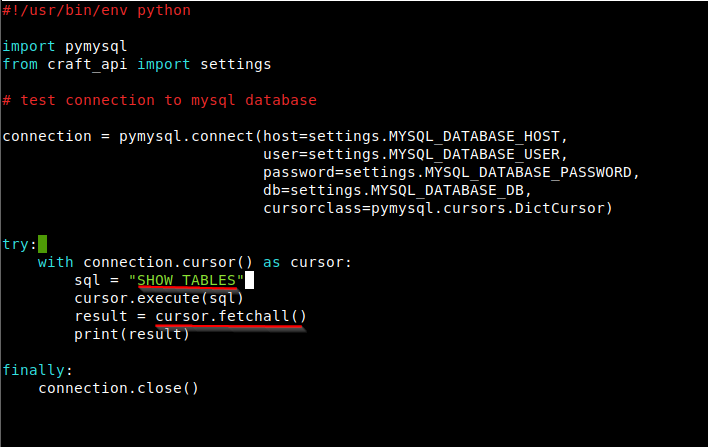 #!/usr/bin/env python
import pymysql
from craft_api import settings
# test connection to mysql database
connection = pymysql.connect(host=settings.MYSQL_DATABASE_HOST,
                             user=settings.MYSQL_DATABASE_USER,
                             password=settings.MYSQL_DATABASE_PASSWORD,
                             db=settings.MYSQL_DATABASE_DB,
                             cursorclass=pymysql.cursors.DictCursor)
try:
    with connection.cursor() as cursor:
        sql = "SHOW TABLES"
        cursor.execute(sql)
        result = cursor.fetchall()
        print(result)
finally:
    connection.close()